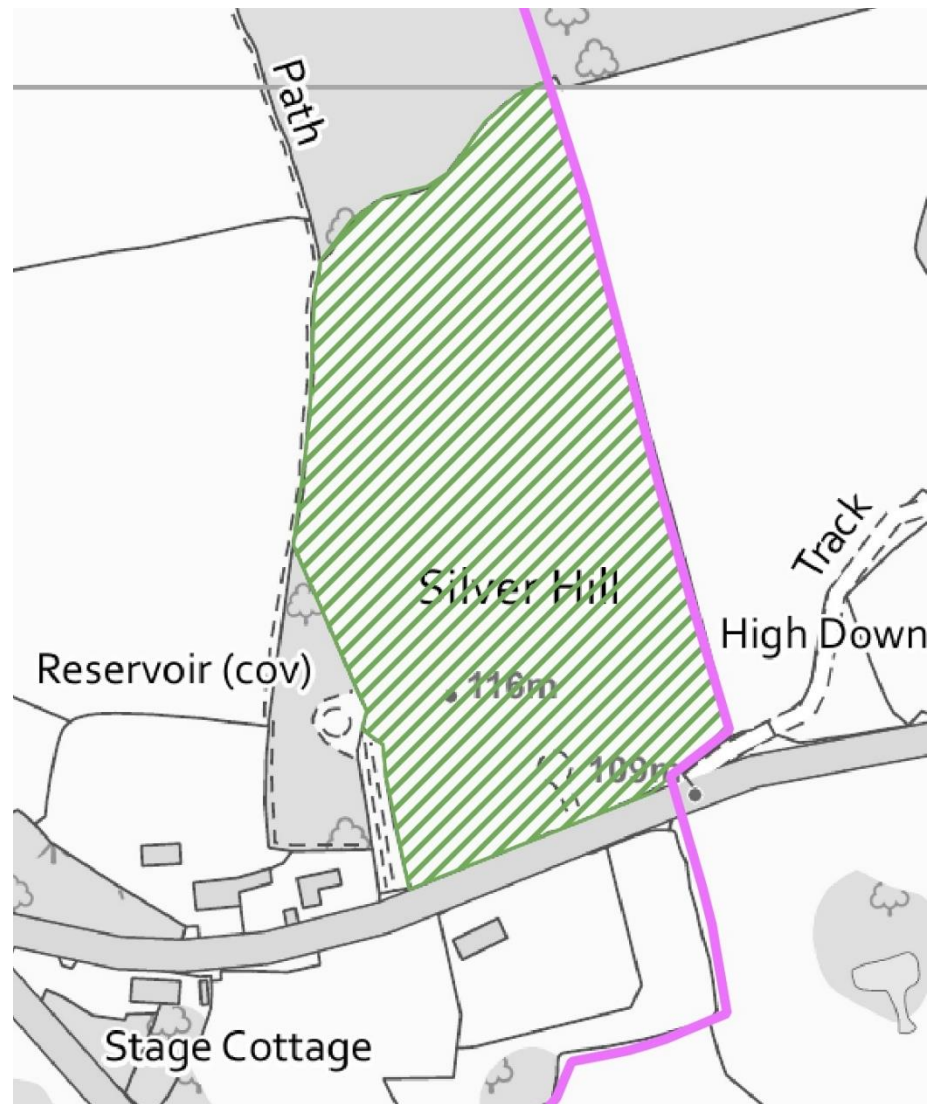 Path
Silver Hill
Track
High Down
Reservoir (cov)
116m
109m
Stage Cottage